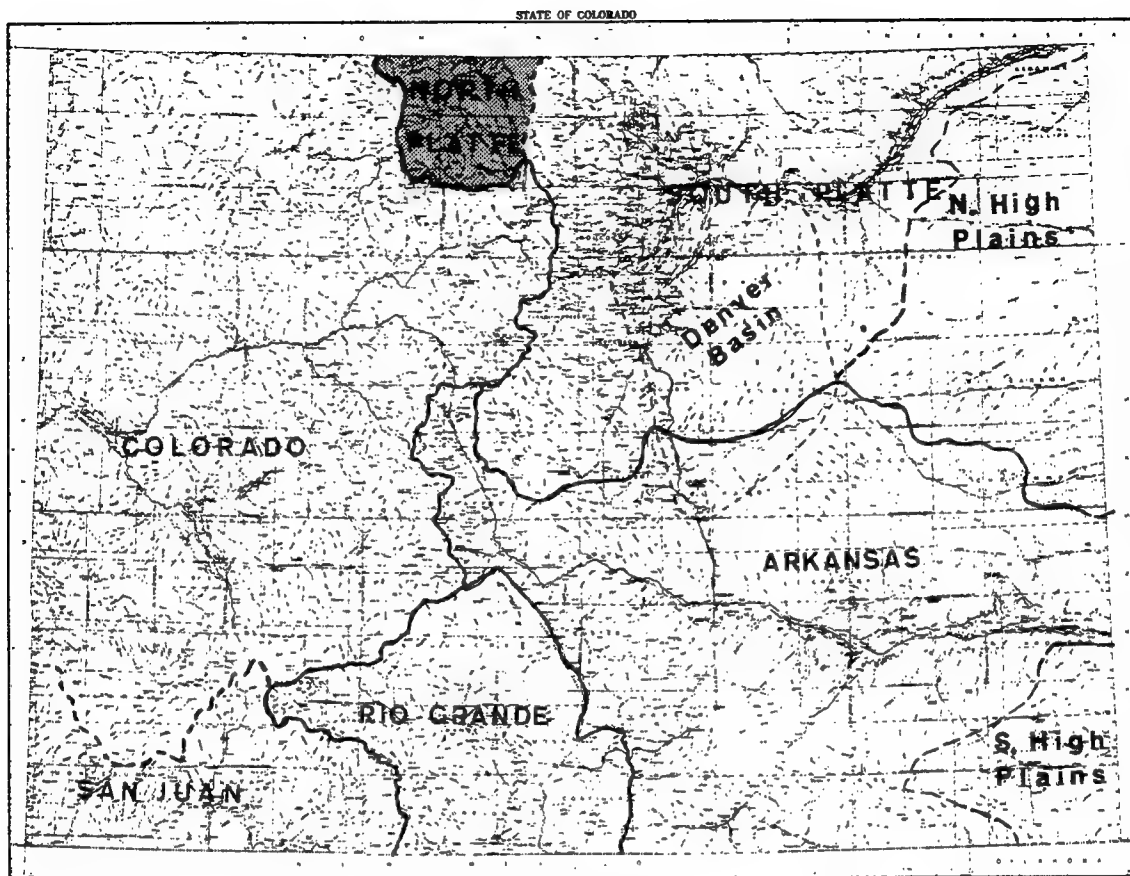 STATE OF COLORADO
NORTH
PLATTE
SOUTH PLATTE
N. High
Plains
Denver
Basin
COLORADO
ARKANSAS
RIO GRANDE
S. High
Plains
SAN JUAN